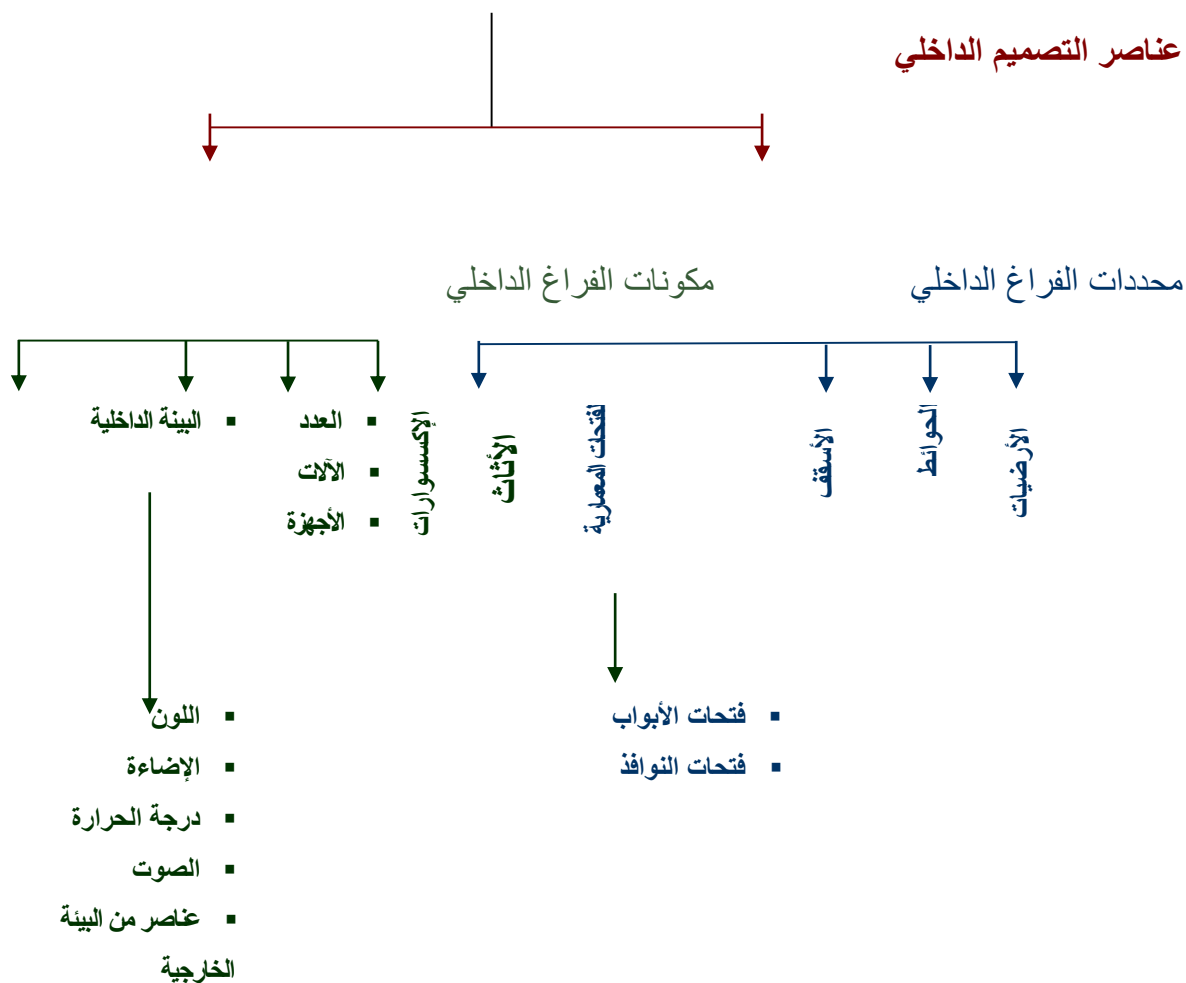 عناصر التصميم الداخلي
محددات الفراغ الداخلي
مكونات الفراغ الداخلي
الأرضيات
الحوائط
الأسقف
لفتحات المعمارية
▪ فتحات الأبواب
▪ فتحات النوافذ
الأثاث
الإكسسوارات
▪ العدد
▪ الآلات
▪ الأجهزة
▪ البيئة الداخلية
▪ اللون
▪ الإضاءة
▪ درجة الحرارة
▪ الصوت
▪ عناصر من البيئة
الخارجية